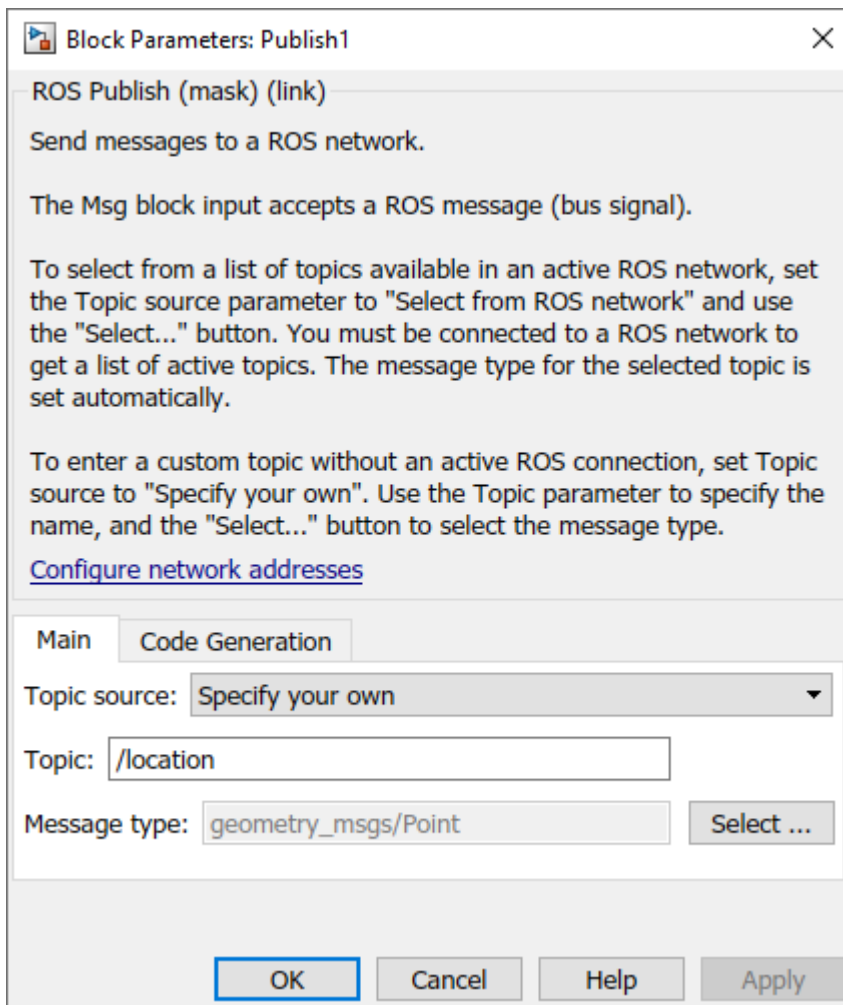 Block Parameters: Publish1
ROS Publish (mask) (link)
Send messages to a ROS network.
The Msg block input accepts a ROS message (bus signal).
To select from a list of topics available in an active ROS network, set
the Topic source parameter to "Select from ROS network" and use
the "Select..." button. You must be connected to a ROS network to
get a list of active topics. The message type for the selected topic is
set automatically.
To enter a custom topic without an active ROS connection, set Topic
source to "Specify your own". Use the Topic parameter to specify the
name, and the "Select..." button to select the message type.
Configure network addresses
Main Code Generation
Topic source: Specify your own
Topic: /location
Message type: geometry_msgs/Point Select ...
OK Cancel Help Apply